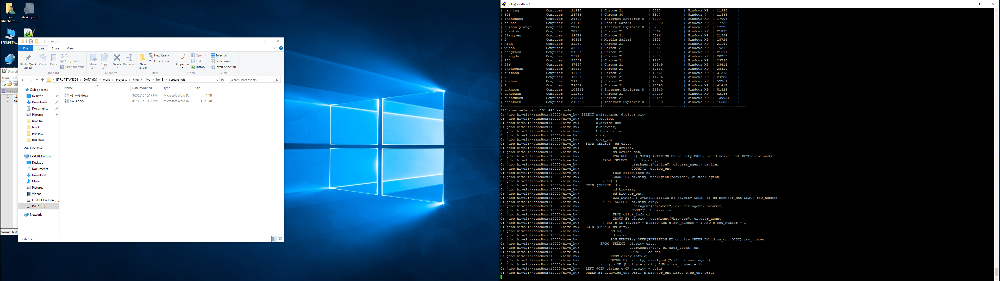 Lev
Khacheresi...
desktop.ini
EPRUPETW...
D:\work
Файл
elastic_se
1 hi
2 HI
Normal text f
screenshots
File Home Share View
Pin to Quick access
Copy
Paste
Cut
Copy path
Paste shortcut
Clipboard
Move to
Copy to
Delete
Rename
Organize
New folder
New item
Easy access
New
Properties
Open
Edit
History
Open
Select all
Select none
Invert selection
Select
EPRUPETW1354 > DATA (D:) > work > projects > hive > hive > hw-3 > screenshots
Search screenshots
Name Date modified Type Size
~$hw-3.docx 8/2/2016 15:17 PM Microsoft Word D... 1 KB
hw-3.docx 8/1/2016 19:18 PM Microsoft Word D... 1,921 KB
Quick access
Desktop
Downloads
Documents
Pictures
hive-hw
hw-1
projects
test_data
OneDrive
EPRUPETW1354
Desktop
Documents
Downloads
Music
Pictures
Videos
EPRUPETW1354 (C:)
DATA (D:)
Network
2 items
hdfs@sandbox:/
| nanjing | Computer | 21993 | Chrome 21 | 5525 | Windows XP | 11998 |
| 393 | Computer | 23736 | Chrome 30 | 8347 | Windows 7 | 11833 |
| zhengzhou | Computer | 24899 | Internet Explorer 8 | 6099 | Windows XP | 17006 |
| zhuhai | Computer | 27616 | Mobile Safari | 20228 | Windows XP | 17729 |
| suzhou_jiangsu | Computer | 27715 | Internet Explorer 8 | 6703 | Windows XP | 17925 |
| shantou | Computer | 28903 | Chrome 21 | 8062 | Windows XP | 21893 |
| jiangmen | Computer | 29824 | Chrome 21 | 8346 | Windows XP | 21584 |
| 2 | Computer | 30343 | Mobile Safari | 9591 | Windows XP | 18724 |
| xian | Computer | 31250 | Chrome 21 | 7770 | Windows XP | 21144 |
| wuhan | Computer | 31648 | Chrome 21 | 8541 | Windows XP | 19216 |
| hangzhou | Computer | 34904 | Chrome 21 | 8978 | Windows XP | 21514 |
| chengdu | Computer | 35210 | Chrome 21 | 9085 | Windows XP | 20253 |
| 275 | Computer | 35689 | Chrome 21 | 9167 | Windows XP | 23726 |
| 216 | Computer | 37697 | Chrome 21 | 10349 | Windows XP | 23418 |
| zhongshan | Computer | 39419 | Chrome 21 | 10111 | Windows XP | 28819 |
| huizhou | Computer | 41434 | Chrome 21 | 10461 | Windows XP | 31213 |
| 79 | Computer | 49284 | Chrome 21 | 11296 | Windows XP | 24208 |
| foshan | Computer | 74403 | Chrome 21 | 19856 | Windows XP | 53764 |
| 1 | Computer | 79834 | Chrome 21 | 18095 | Windows XP | 41417 |
| unknown | Computer | 108849 | Internet Explorer 8 | 21340 | Windows XP | 51824 |
| dongguan | Computer | 112392 | Chrome 21 | 27229 | Windows XP | 82156 |
| guangzhou | Computer | 213471 | Chrome 21 | 53144 | Windows XP | 130031 |
| shenzhen | Computer | 249436 | Internet Explorer 8 | 60079 | Windows XP | 165802 |
370 rows selected (151.448 seconds)
0: jdbc:hive2://sandbox:10000/hive_hw> SELECT nvl(c.name, d.city) city,
0: jdbc:hive2://sandbox:10000/hive_hw> d.device,
0: jdbc:hive2://sandbox:10000/hive_hw> d.device_cnt,
0: jdbc:hive2://sandbox:10000/hive_hw> b.browser,
0: jdbc:hive2://sandbox:10000/hive_hw> b.browser_cnt,
0: jdbc:hive2://sandbox:10000/hive_hw> o.os,
0: jdbc:hive2://sandbox:10000/hive_hw> o.os_cnt
0: jdbc:hive2://sandbox:10000/hive_hw> FROM (SELECT cd.city,
0: jdbc:hive2://sandbox:10000/hive_hw> cd.device,
0: jdbc:hive2://sandbox:10000/hive_hw> cd.device_cnt,
0: jdbc:hive2://sandbox:10000/hive_hw> ROW_NUMBER() OVER(PARTITION BY cd.city ORDER BY cd.device_cnt DESC) row_number
0: jdbc:hive2://sandbox:10000/hive_hw> FROM (SELECT ci.city city,
0: jdbc:hive2://sandbox:10000/hive_hw> userAgent("device", ci.user_agent) device,
0: jdbc:hive2://sandbox:10000/hive_hw> COUNT(1) device_cnt
0: jdbc:hive2://sandbox:10000/hive_hw> FROM click_info ci
0: jdbc:hive2://sandbox:10000/hive_hw> GROUP BY ci.city, userAgent("device", ci.user_agent)
0: jdbc:hive2://sandbox:10000/hive_hw> ) cd) d
0: jdbc:hive2://sandbox:10000/hive_hw> JOIN (SELECT cd.city,
0: jdbc:hive2://sandbox:10000/hive_hw> cd.browser,
0: jdbc:hive2://sandbox:10000/hive_hw> cd.browser_cnt,
0: jdbc:hive2://sandbox:10000/hive_hw> ROW_NUMBER() OVER(PARTITION BY cd.city ORDER BY cd.browser_cnt DESC) row_number
0: jdbc:hive2://sandbox:10000/hive_hw> FROM (SELECT ci.city city,
0: jdbc:hive2://sandbox:10000/hive_hw> userAgent("browser", ci.user_agent) browser,
0: jdbc:hive2://sandbox:10000/hive_hw> COUNT(1) browser_cnt
0: jdbc:hive2://sandbox:10000/hive_hw> FROM click_info ci
0: jdbc:hive2://sandbox:10000/hive_hw> GROUP BY ci.city, userAgent("browser", ci.user_agent)
0: jdbc:hive2://sandbox:10000/hive_hw> ) cd) b ON (d.city = b.city AND d.row_number = 1 AND b.row_number = 1)
0: jdbc:hive2://sandbox:10000/hive_hw> JOIN (SELECT cd.city,
0: jdbc:hive2://sandbox:10000/hive_hw> cd.os,
0: jdbc:hive2://sandbox:10000/hive_hw> cd.os_cnt,
0: jdbc:hive2://sandbox:10000/hive_hw> ROW_NUMBER() OVER(PARTITION BY cd.city ORDER BY cd.os_cnt DESC) row_number
0: jdbc:hive2://sandbox:10000/hive_hw> FROM (SELECT ci.city city,
0: jdbc:hive2://sandbox:10000/hive_hw> userAgent("os", ci.user_agent) os,
0: jdbc:hive2://sandbox:10000/hive_hw> COUNT(1) os_cnt
0: jdbc:hive2://sandbox:10000/hive_hw> FROM click_info ci
0: jdbc:hive2://sandbox:10000/hive_hw> GROUP BY ci.city, userAgent("os", ci.user_agent)
0: jdbc:hive2://sandbox:10000/hive_hw> ) cd) o ON (b.city = o.city AND o.row_number = 1)
0: jdbc:hive2://sandbox:10000/hive_hw> LEFT JOIN cities c ON (d.city = c.id)
0: jdbc:hive2://sandbox:10000/hive_hw> ORDER BY d.device_cnt DESC, b.browser_cnt DESC, o.os_cnt DESC;